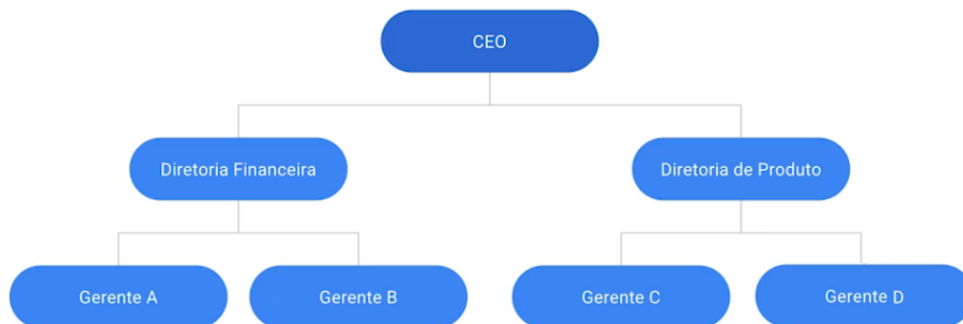 CEO
Diretoria Financeira
Diretoria de Produto
Gerente A
Gerente B
Gerente C
Gerente D